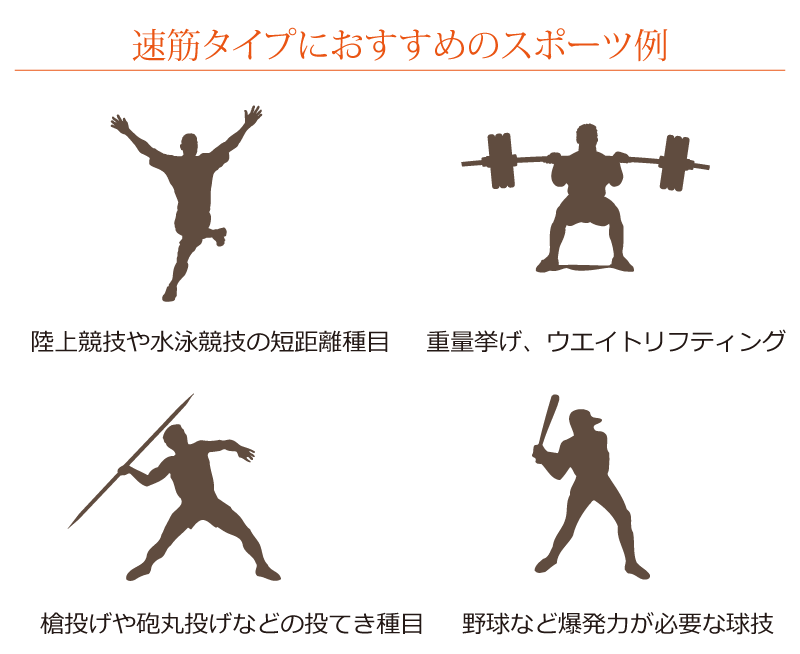 速筋タイプにおすすめのスポーツ例
陸上競技や水泳競技の短距離種目
重量挙げ、ウエイトリフティング
槍投げや砲丸投げなどの投てき種目
野球など爆発力が必要な球技